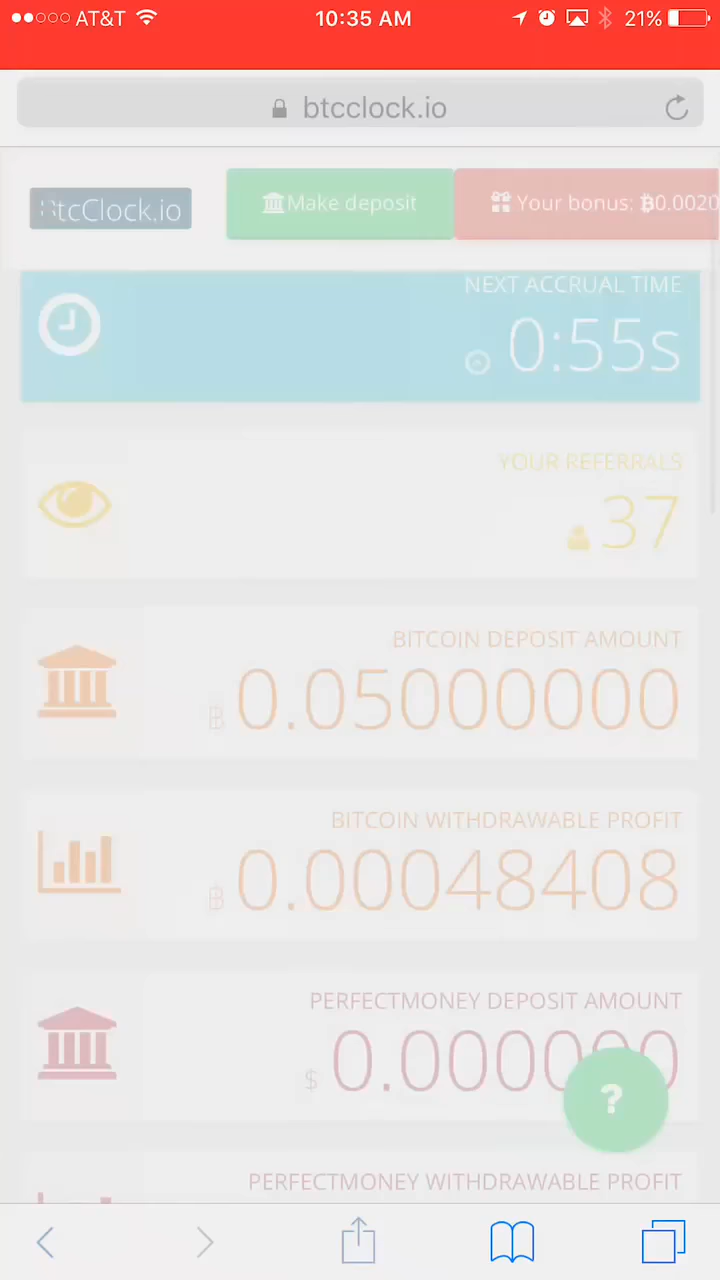 AT&T 10:35 AM 21%
btcclock.io
BtcClock.io Make deposit Your bonus: ฿0.0020
NEXT ACCRUAL TIME
0:55s
YOUR REFERRALS
37
BITCOIN DEPOSIT AMOUNT
฿ 0.05000000
BITCOIN WITHDRAWABLE PROFIT
฿ 0.00048408
PERFECTMONEY DEPOSIT AMOUNT
$ 0.000000
?
PERFECTMONEY WITHDRAWABLE PROFIT